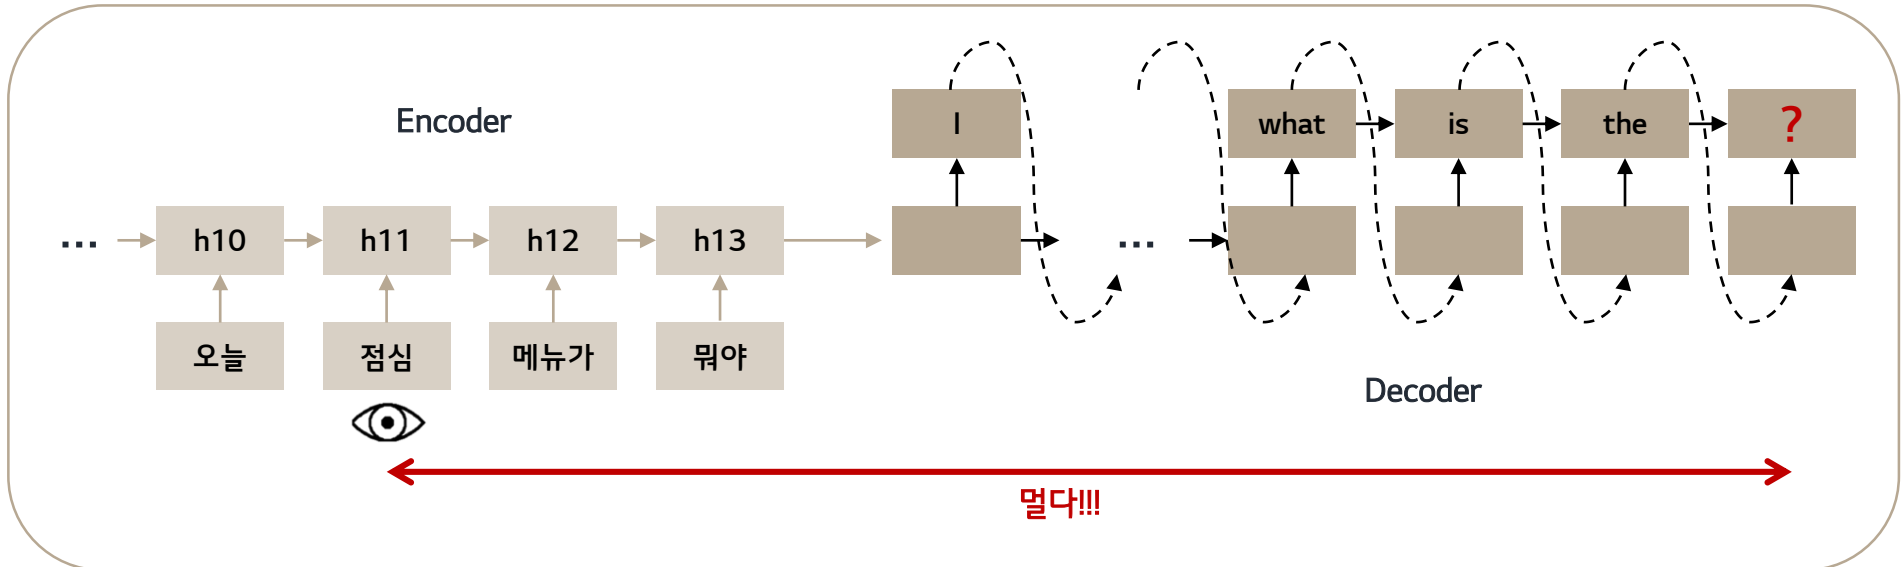 Encoder
I
what
is
the
?
...
h10
h11
h12
h13
...
오늘
점심
메뉴가
뭐야
Decoder
멀다!!!